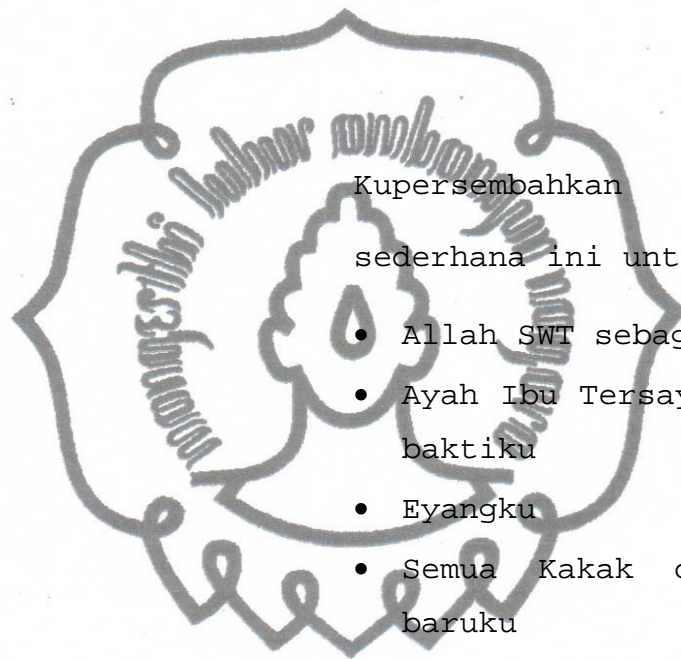 Kupersembahkan
sederhana ini unt
• Allah SWT sebag
• Ayah Ibu Tersay
baktiku
• Eyangku
• Semua Kakak d
baruku